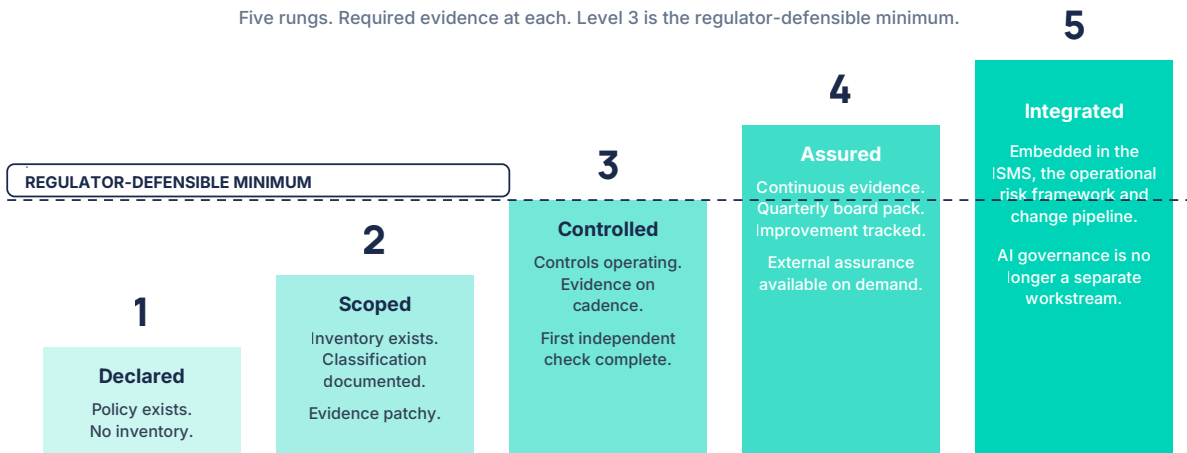 Five rungs. Required evidence at each. Level 3 is the regulator-defensible minimum.
REGULATOR-DEFENSIBLE MINIMUM
1
Declared
Policy exists.
No inventory.
2
Scoped
Inventory exists.
Classification
documented.
Evidence patchy.
3
Controlled
Controls operating.
Evidence on
cadence.
First independent
check complete.
4
Assured
Continuous evidence.
Quarterly board pack.
Improvement tracked.
External assurance
available on demand.
5
Integrated
Embedded in the
ISMS, the operational
risk framework and
change pipeline.
AI governance is no
longer a separate
workstream.